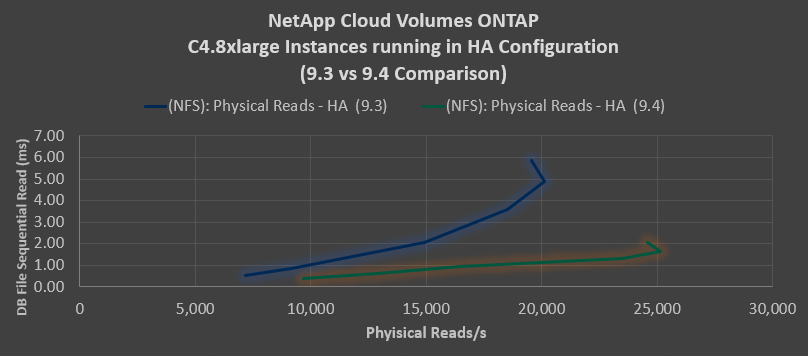 NetApp Cloud Volumes ONTAP
C4.8xlarge Instances running in HA Configuration
(9.3 vs 9.4 Comparison)
(NFS): Physical Reads - HA (9.3)
(NFS): Physical Reads - HA (9.4)
DB File Sequential Read (ms)
7.00
6.00
5.00
4.00
3.00
2.00
1.00
0.00
0
5,000
10,000
15,000
20,000
25,000
30,000
Phyisical Reads/s